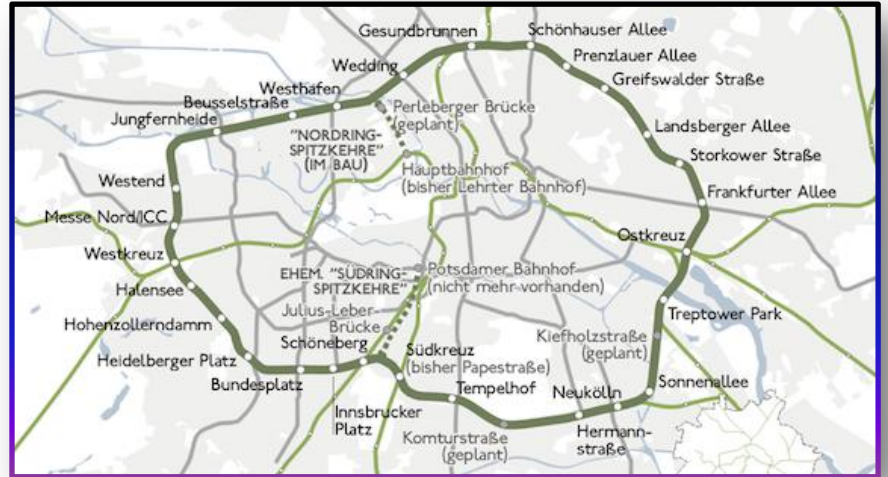 Gesundbrunnen
Schönhauser Allee
Wedding
Prenzlauer Allee
Westhafen
Greifswalder Straße
Beusselstraße
Jungfernheide
Perleberger Brücke
(geplant)
"NORDRING-
SPITZKEHRE"
(IM BAU)
Landsberger Allee
Hauptbahnhof
(bisher Lehrter Bahnhof)
Storkower Straße
Westend
Frankfurter Allee
Messe Nord/ICC
Ostkreuz
Westkreuz
EHEM. "SÜDRING-
SPITZKEHRE"
Potsdamer Bahnhof
(nicht mehr vorhanden)
Halensee
Julius-Leber-
Brücke
Treptower Park
Hohenzollerndamm
Kiefholzstraße
(geplant)
Schöneberg
Heidelberger Platz
Südkreuz
(bisher Papestraße)
Bundesplatz
Sonnenallee
Tempelhof
Neukölln
Innsbrucker
Platz
Hermann-
straße
Komturstraße
(geplant)